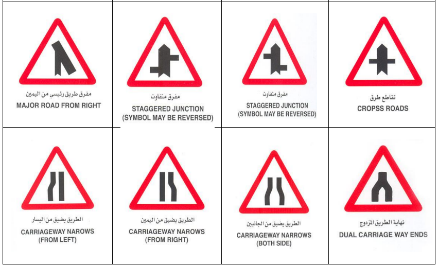 مفرق طريق رئيسي من اليمين
MAJOR ROAD FROM RIGHT
مفرق متفاوت
STAGGERED JUNCTION
(SYMBOL MAY BE REVERSED)
مفرق متفاوت
STAGGERED JUNCTION
(SYMBOL MAY BE REVERSED)
تقاطع طرق
CROPSS ROADS
الطريق يضيق من اليسار
CARRIAGEWAY NAROWS
(FROM LEFT)
الطريق يضيق من اليمين
CARRIAGEWAY NARROWS
(FROM RIGHT)
الطريق يضيق من الجانبين
CARRIAGEWAY NARROWS
(BOTH SIDE)
نهاية الطريق المزدوج
DUAL CARRIAGE WAY ENDS